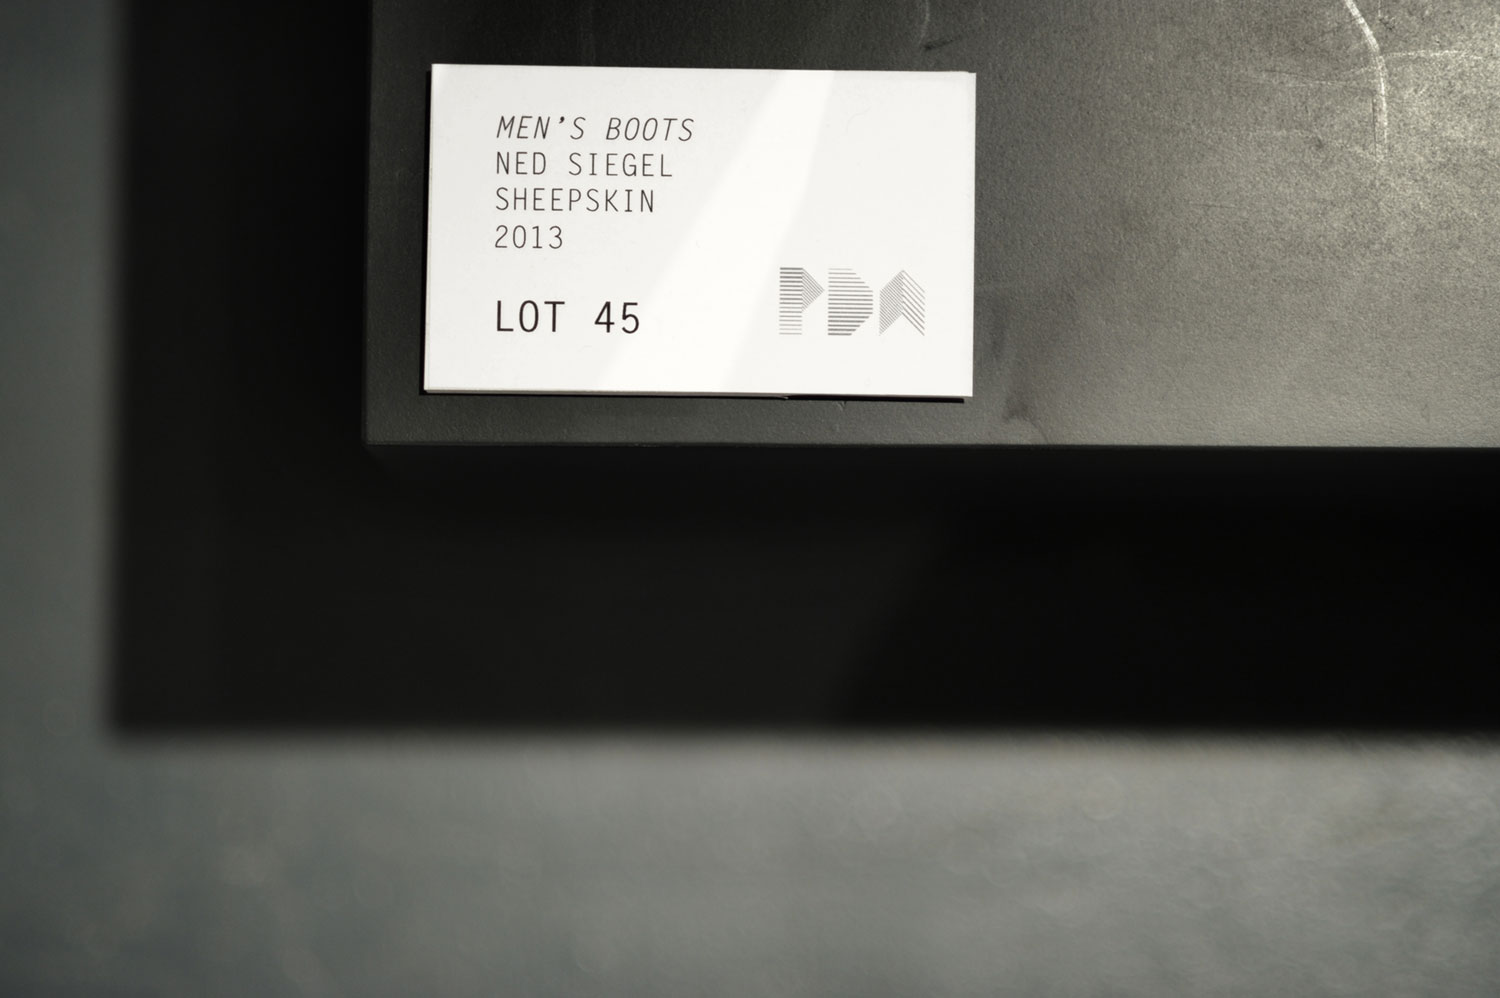 MEN'S BOOTS
NED SIEGEL
SHEEPSKIN
2013
LOT 45
PDA